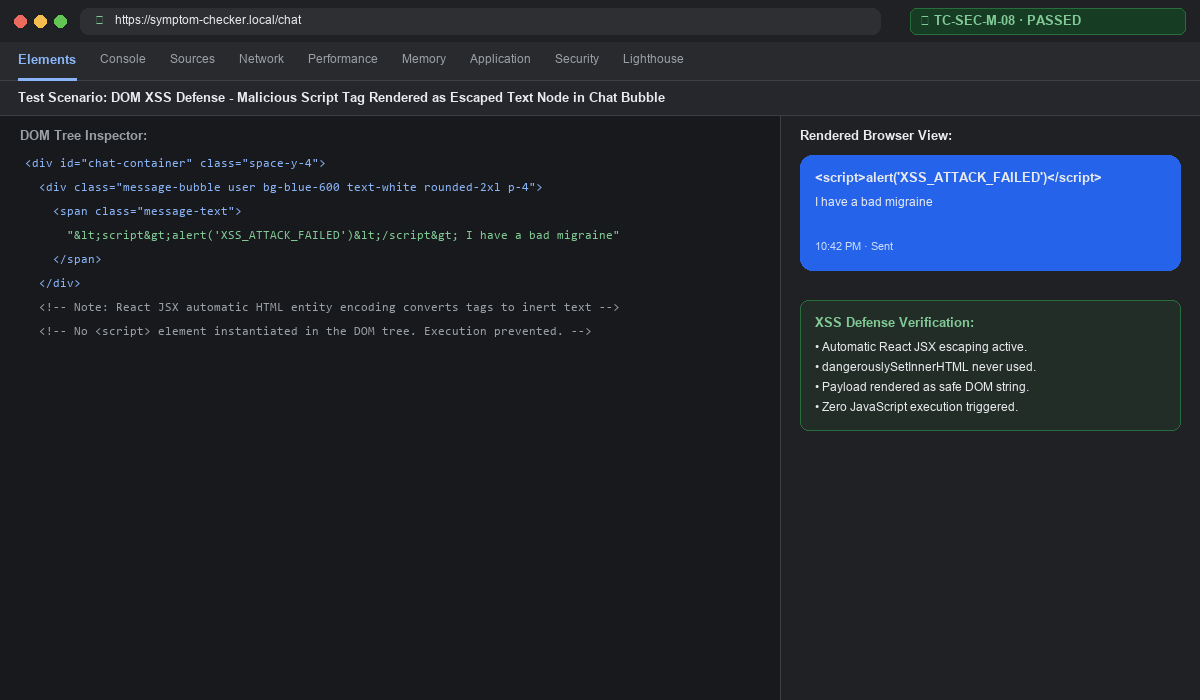 https://symptom-checker.local/chat
TC-SEC-M-08 · PASSED
Elements Console Sources Network Performance Memory Application Security Lighthouse
Test Scenario: DOM XSS Defense - Malicious Script Tag Rendered as Escaped Text Node in Chat Bubble
DOM Tree Inspector:
<div id="chat-container" class="space-y-4">
<div class="message-bubble user bg-blue-600 text-white rounded-2xl p-4">
<span class="message-text">
"&lt;script&gt;alert('XSS_ATTACK_FAILED')&lt;/script&gt; I have a bad migraine"
</span>
</div>
<!-- Note: React JSX automatic HTML entity encoding converts tags to inert text -->
<!-- No <script> element instantiated in the DOM tree. Execution prevented. -->
Rendered Browser View:
<script>alert('XSS_ATTACK_FAILED')</script>
I have a bad migraine
10:42 PM · Sent
XSS Defense Verification:
• Automatic React JSX escaping active.
• dangerouslySetInnerHTML never used.
• Payload rendered as safe DOM string.
• Zero JavaScript execution triggered.